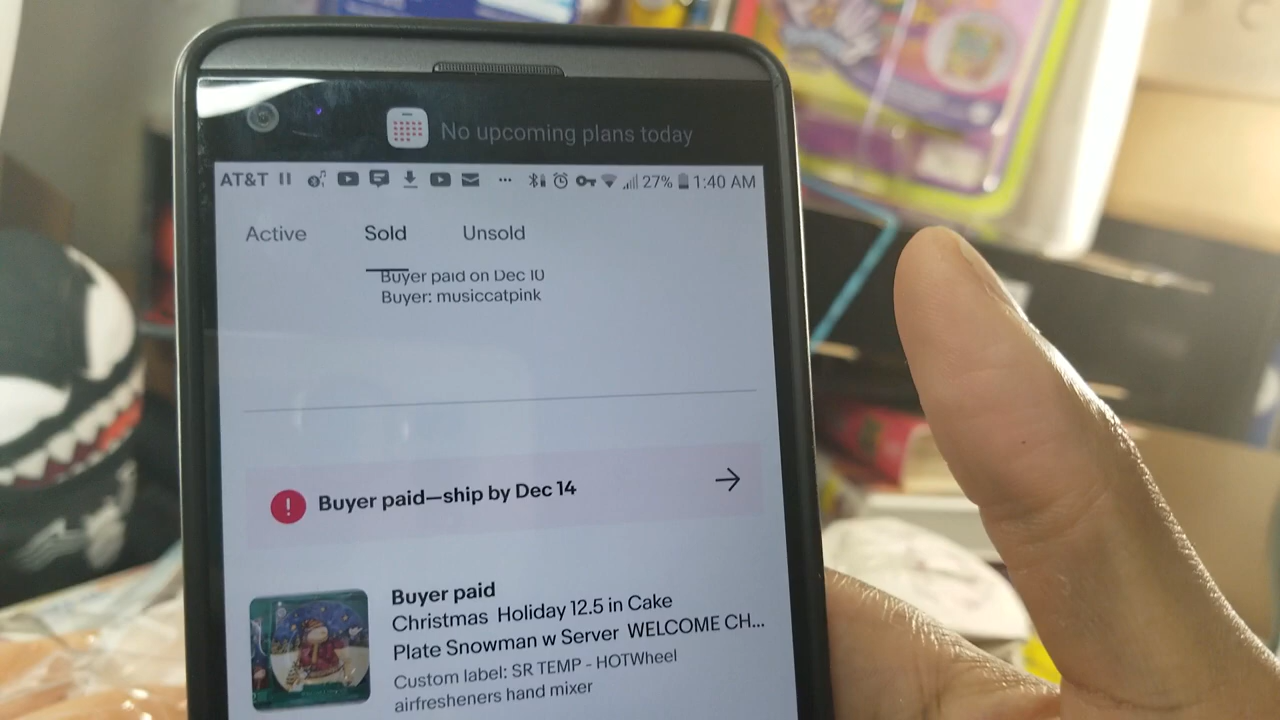 No upcoming plans today
AT&T 27% 1:40 AM
Active Sold Unsold
Buyer paid on Dec 10
Buyer: musiccatpink
Buyer paid—ship by Dec 14
Buyer paid
Christmas Holiday 12.5 in Cake
Plate Snowman w Server WELCOME CH...
Custom label: SR TEMP - HOTWheel
airfresheners hand mixer